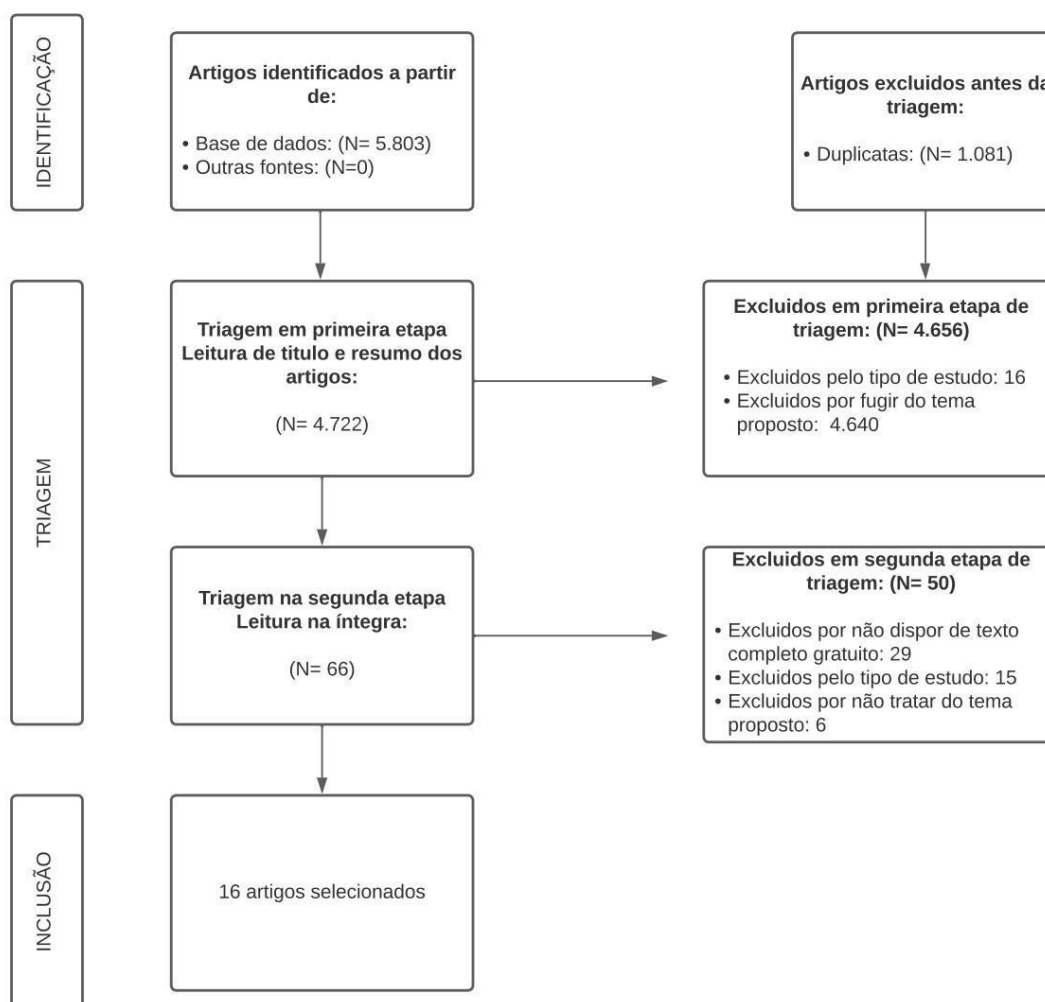 IDENTIFICAÇÃO
Artigos identificados a partir
de:
• Base de dados: (N= 5.803)
• Outras fontes: (N=0)
Artigos excluidos antes da
triagem:
• Duplicatas: (N= 1.081)
TRIAGEM
Triagem em primeira etapa
Leitura de titulo e resumo dos
artigos:
(N= 4.722)
Excluidos em primeira etapa de
triagem: (N= 4.656)
• Excluidos pelo tipo de estudo: 16
• Excluidos por fugir do tema
proposto: 4.640
Triagem na segunda etapa
Leitura na íntegra:
(N= 66)
Excluidos em segunda etapa de
triagem: (N= 50)
• Excluidos por não dispor de texto
completo gratuito: 29
• Excluidos pelo tipo de estudo: 15
• Excluidos por não tratar do tema
proposto: 6
INCLUSÃO
16 artigos selecionados